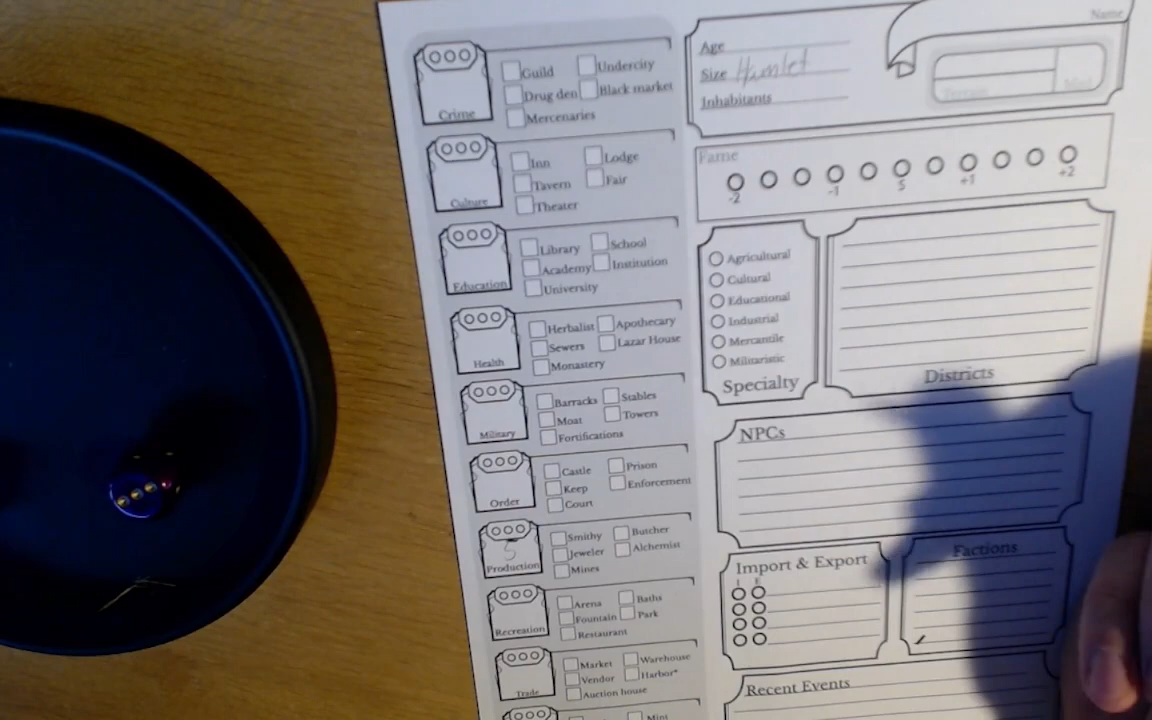 Name
Age
Size Hamlet
Inhabitants
Terrain
Crime
Guild Undercity
Drug den Black market
Mercenaries
Culture
Inn Lodge
Tavern Fair
Theater
Education
Library School
Academy Institution
University
Health
Herbalist Apothecary
Sewers Lazar House
Monastery
Military
Barracks Stables
Moat Towers
Fortifications
Order
Castle Prison
Keep Enforcement
Court
5
Production
Smithy Butcher
Jeweler Alchemist
Mines
Recreation
Arena Baths
Fountain Park
Restaurant
Trade
Market Warehouse
Vendor Harbor*
Auction house
Mint
Fame
-2 -1 S +1 +2
Agricultural
Cultural
Educational
Industrial
Mercantile
Militaristic
Specialty
Districts
NPCs
Import & Export
I E
Factions
Recent Events